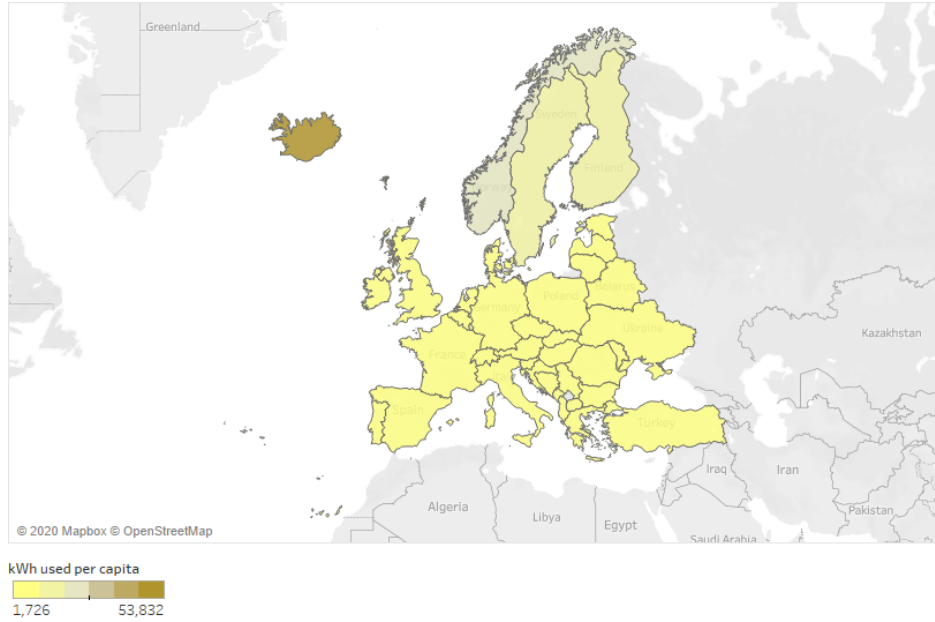 Greenland
Sweden
Finland
Norway
Belarus
Germany
Poland
Ukraine
Kazakhstan
France
Spain
Turkey
Iraq
Iran
Algeria
Libya
Egypt
Pakistan
Saudi Arabia
© 2020 Mapbox © OpenStreetMap
kWh used per capita
1,726 53,832